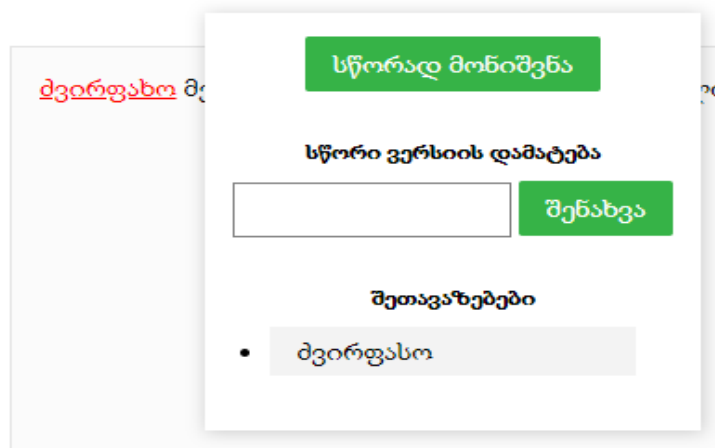 სწორად მონიშვნა
ძვირფახო
სწორი ვერსიის დამატება
შენახვა
შეთავაზებები
ძვირფასო